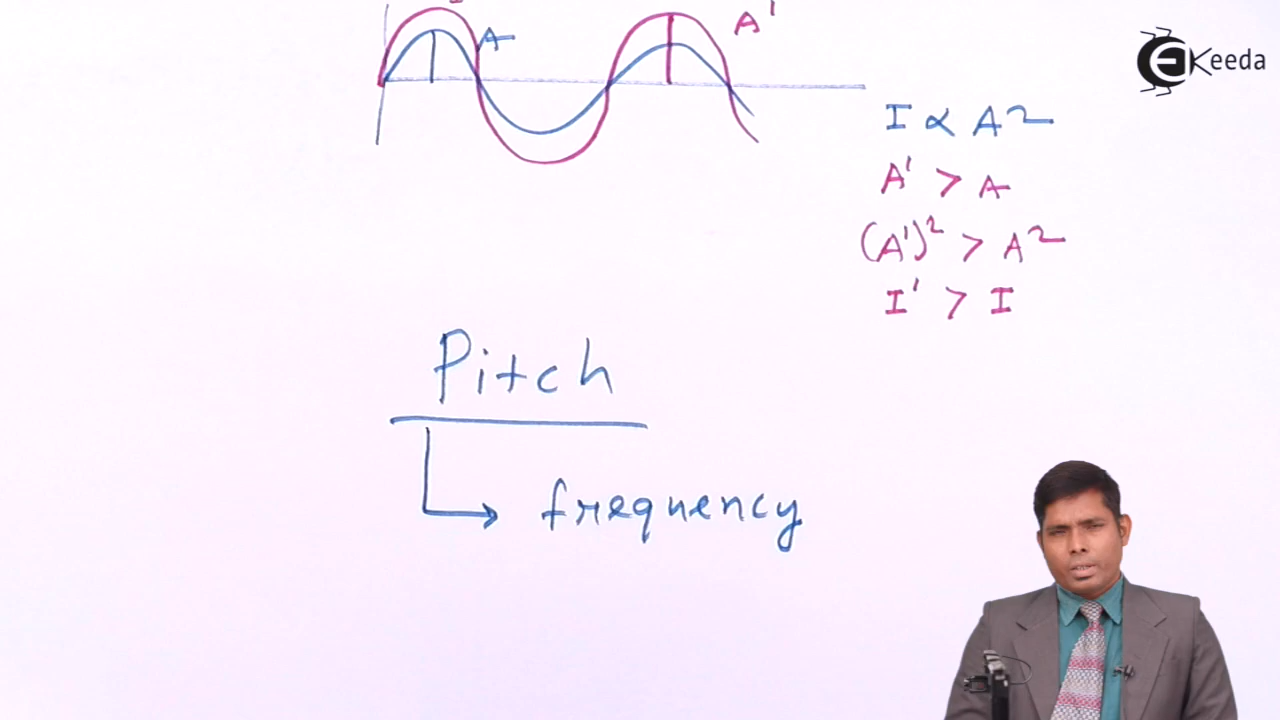 A'
A
Keeda
I ∝ A²
A' > A
(A')² > A²
I' > I
Pitch
frequency